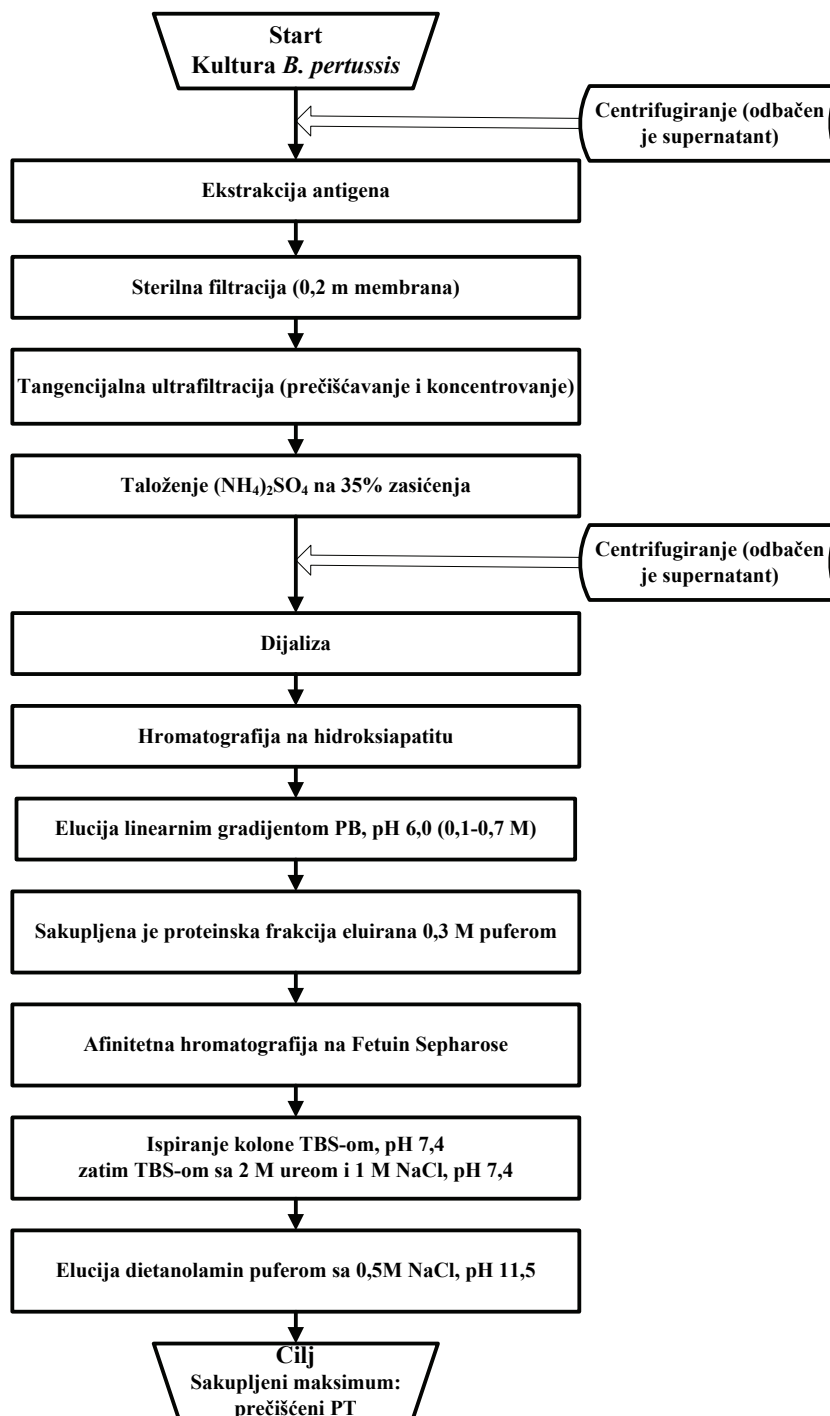 Start
Kultura B. pertussis
Centrifugiranje (odbačen
je supernatant)
Ekstrakcija antigena
Sterilna filtracija (0,2 m membrana)
Tangencijalna ultrafiltracija (prečišćavanje i koncentrovanje)
Taloženje (NH₄)₂SO₄ na 35% zasićenja
Centrifugiranje (odbačen
je supernatant)
Dijaliza
Hromatografija na hidroksiapatitu
Elucija linearnim gradijentom PB, pH 6,0 (0,1-0,7 M)
Sakupljena je proteinska frakcija eluirana 0,3 M puferom
Afinitetna hromatografija na Fetuin Sepharose
Ispiranje kolone TBS-om, pH 7,4
zatim TBS-om sa 2 M ureom i 1 M NaCl, pH 7,4
Elucija dietanolamin puferom sa 0,5M NaCl, pH 11,5
Cilj
Sakupljeni maksimum:
prečišćeni PT